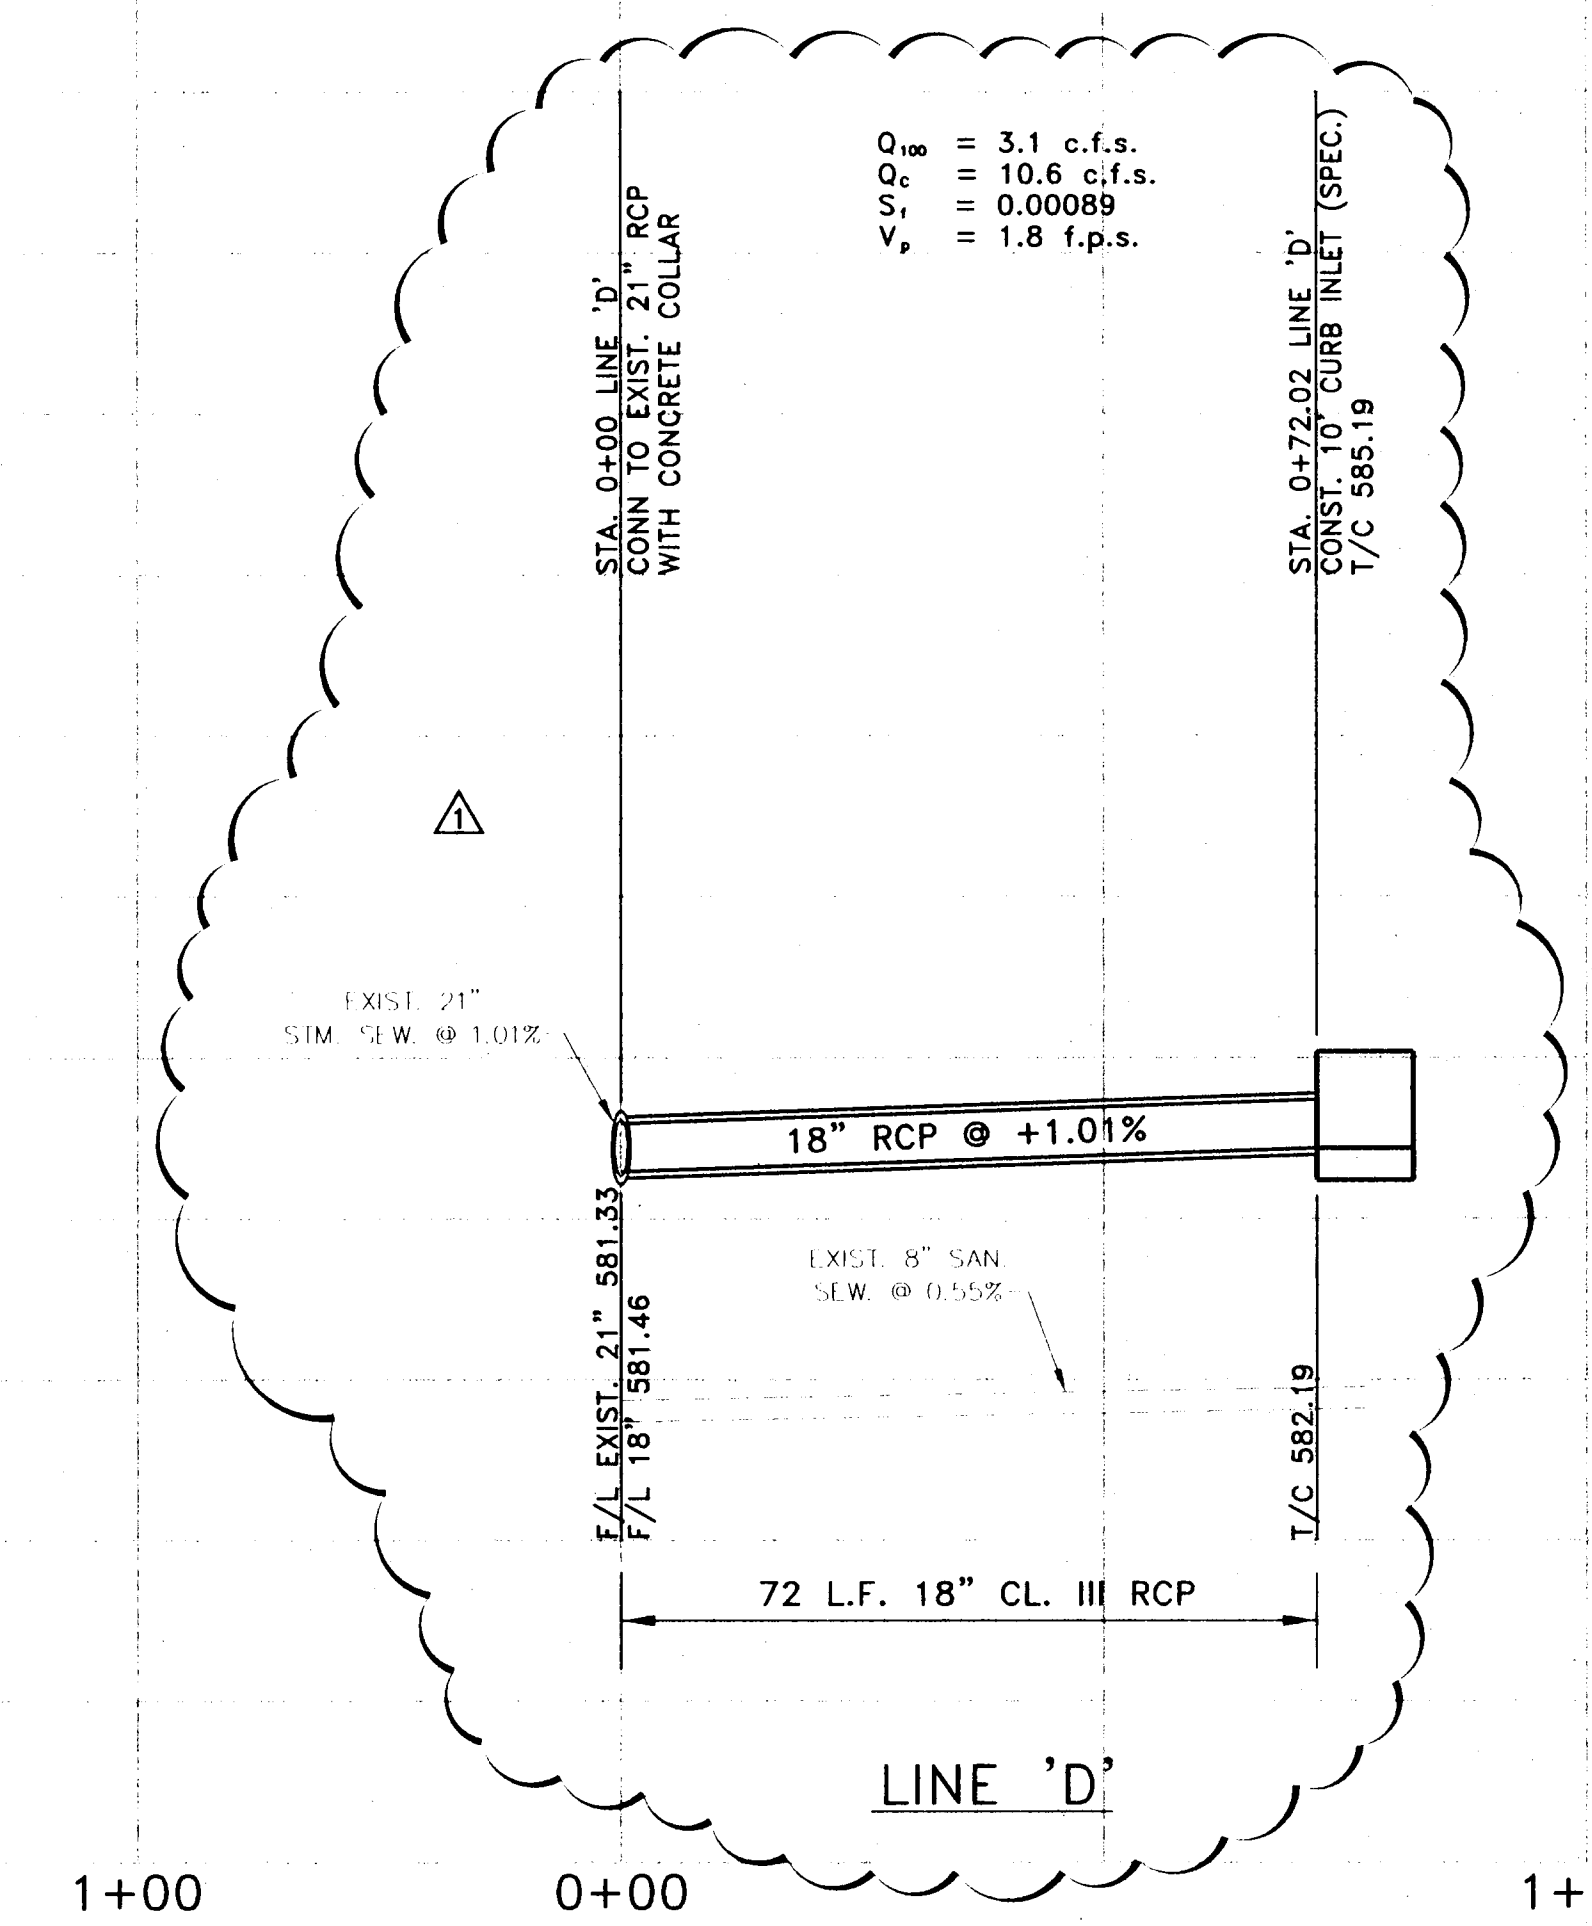 Q100 = 3.1 c.f.s.
Qc = 10.6 c.f.s.
Sf = 0.00089
Vp = 1.8 f.p.s.
STA. 0+00 LINE 'D'
CONN TO EXIST. 21" RCP
WITH CONCRETE COLLAR
STA. 0+72.02 LINE 'D'
CONST. 10' CURB INLET (SPEC.)
T/C 585.19
1
EXIST. 21"
STM. SEW. @ 1.01%
18" RCP @ +1.01%
F/L EXIST. 21" 581.33
F/L 18" 581.46
EXIST. 8" SAN.
SEW. @ 0.55%
T/C 582.19
72 L.F. 18" CL. III RCP
LINE 'D'
1+00
0+00
1+